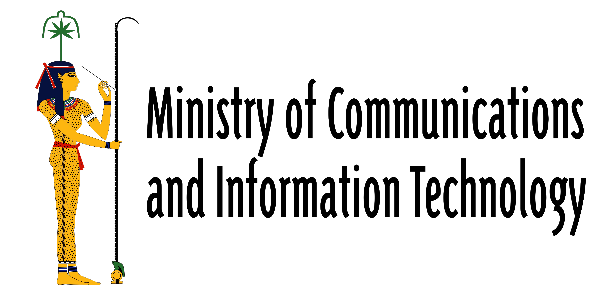 Ministry of Communications
and Information Technology